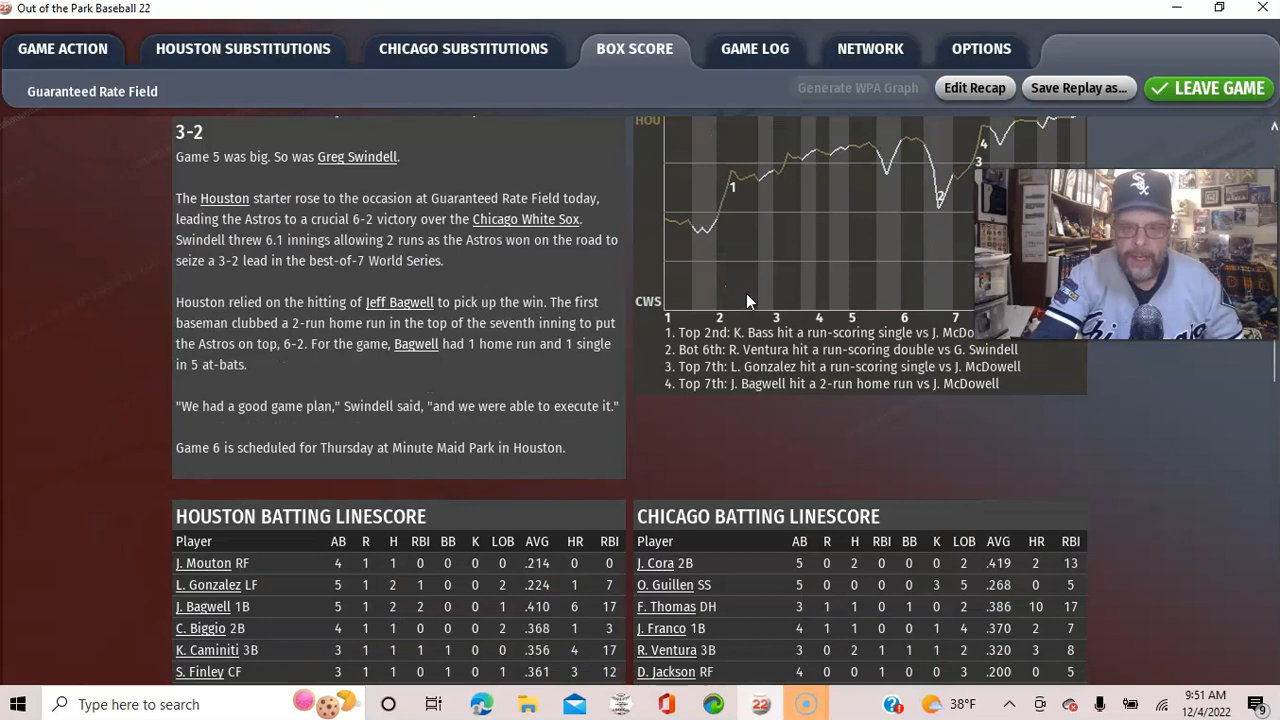 Out of the Park Baseball 22
GAME ACTION
HOUSTON SUBSTITUTIONS
CHICAGO SUBSTITUTIONS
BOX SCORE
GAME LOG
NETWORK
OPTIONS
Guaranteed Rate Field
Generate WPA Graph
Edit Recap
Save Replay as...
LEAVE GAME
3-2
Game 5 was big. So was Greg Swindell.
The Houston starter rose to the occasion at Guaranteed Rate Field today,
leading the Astros to a crucial 6-2 victory over the Chicago White Sox.
Swindell threw 6.1 innings allowing 2 runs as the Astros won on the road to
seize a 3-2 lead in the best-of-7 World Series.
Houston relied on the hitting of Jeff Bagwell to pick up the win. The first
baseman clubbed a 2-run home run in the top of the seventh inning to put
the Astros on top, 6-2. For the game, Bagwell had 1 home run and 1 single
in 5 at-bats.
"We had a good game plan," Swindell said, "and we were able to execute it."
Game 6 is scheduled for Thursday at Minute Maid Park in Houston.
HOU
1
2
3
4
CWS
1 2 3 4 5 6 7
1. Top 2nd: K. Bass hit a run-scoring single vs J. McDo
2. Bot 6th: R. Ventura hit a run-scoring double vs G. Swindell
3. Top 7th: L. Gonzalez hit a run-scoring single vs J. McDowell
4. Top 7th: J. Bagwell hit a 2-run home run vs J. McDowell
HOUSTON BATTING LINESCORE
Player AB R H RBI BB K LOB AVG HR RBI
J. Mouton RF 4 1 1 0 0 0 0 .214 0 0
L. Gonzalez LF 5 1 2 1 0 0 2 .224 1 7
J. Bagwell 1B 5 1 2 2 0 0 1 .410 6 17
C. Biggio 2B 4 1 1 0 0 0 2 .368 1 3
K. Caminiti 3B 3 1 1 1 1 0 0 .356 4 17
S. Finley CF 3 1 1 0 1 0 1 .361 3 12
CHICAGO BATTING LINESCORE
Player AB R H RBI BB K LOB AVG HR RBI
J. Cora 2B 5 0 2 0 0 0 2 .419 2 13
O. Guillen SS 5 0 0 0 0 3 5 .268 0 5
F. Thomas DH 3 1 1 0 1 0 2 .386 10 17
J. Franco 1B 4 1 1 0 0 1 4 .370 2 7
R. Ventura 3B 3 0 2 1 1 1 2 .320 3 8
D. Jackson RF 4 0 0 1 0 0 3 .200 0 5
Type here to search
22
38°F
9:51 AM
12/4/2022
9